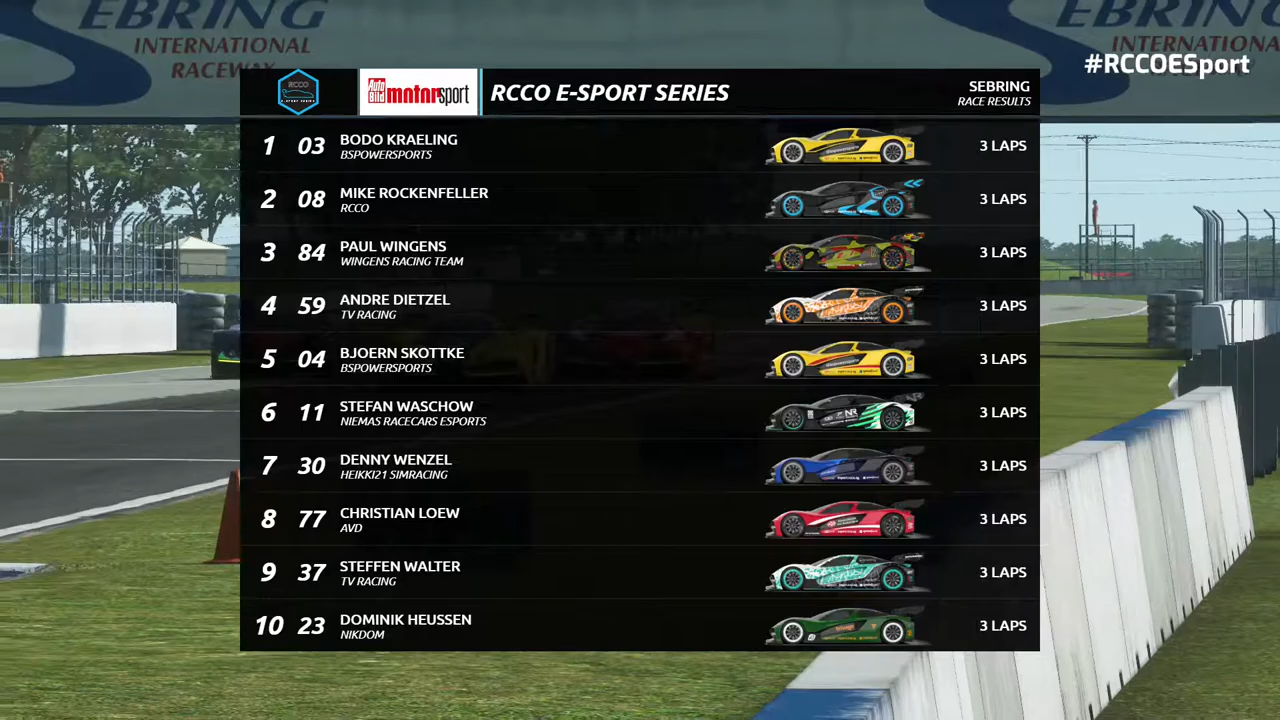 EBRING
INTERNATIONAL
RACEWAY
EBRING
INTERNATIONAL
#RCCOESport
RCCO
E-SPORT SERIES
Auto Bild motorsport
RCCO E-SPORT SERIES
SEBRING
RACE RESULTS
1 03 BODO KRAELING 3 LAPS
BSPOWERSPORTS
2 08 MIKE ROCKENFELLER 3 LAPS
RCCO
3 84 PAUL WINGENS 3 LAPS
WINGENS RACING TEAM
4 59 ANDRE DIETZEL 3 LAPS
TV RACING
5 04 BJOERN SKOTTKE 3 LAPS
BSPOWERSPORTS
6 11 STEFAN WASCHOW 3 LAPS
NIEMAS RACECARS ESPORTS
7 30 DENNY WENZEL 3 LAPS
HEIKKI21 SIMRACING
8 77 CHRISTIAN LOEW 3 LAPS
AVD
9 37 STEFFEN WALTER 3 LAPS
TV RACING
10 23 DOMINIK HEUSSEN 3 LAPS
NIKDOM